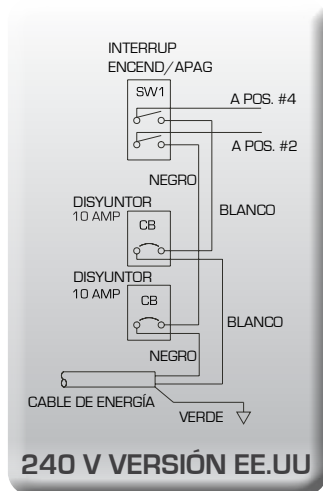 INTERRUP
ENCEND/APAG
SW1
A POS. #4
A POS. #2
NEGRO
BLANCO
DISYUNTOR
10 AMP
CB
DISYUNTOR
10 AMP
CB
BLANCO
NEGRO
CABLE DE ENERGÍA
VERDE
240 V VERSIÓN EE.UU